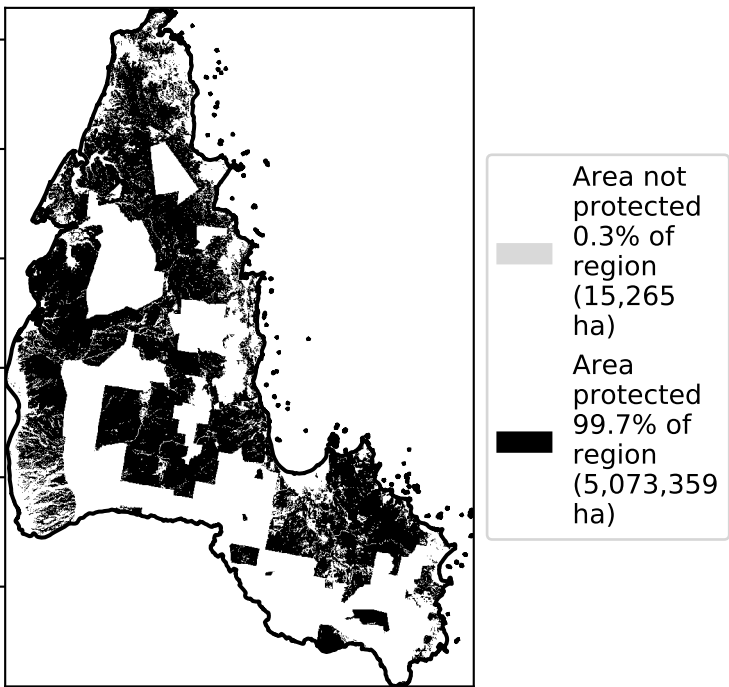 Area not
protected
0.3% of
region
(15,265
ha)
Area
protected
99.7% of
region
(5,073,359
ha)